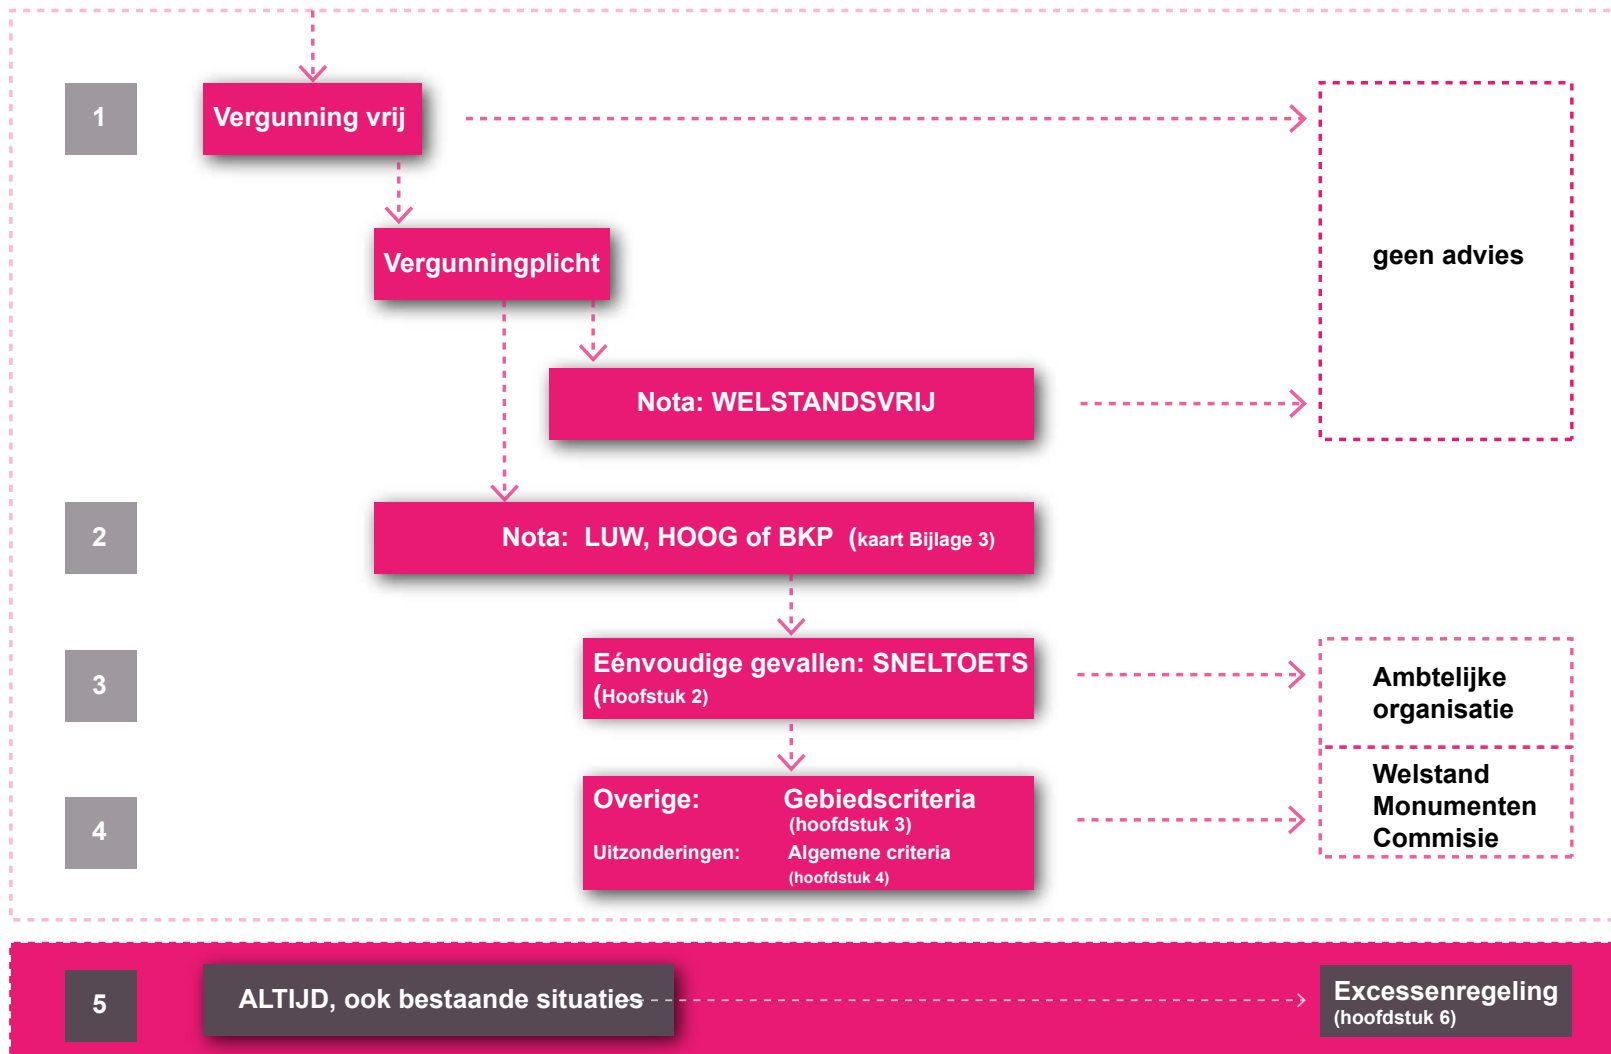 1
Vergunning vrij
Vergunningplicht
geen advies
Nota: WELSTANDSVRIJ
2
Nota: LUW, HOOG of BKP (kaart Bijlage 3)
3
Eénvoudige gevallen: SNELTOETS
(Hoofstuk 2)
Ambtelijke
organisatie
4
Overige: Gebiedscriteria
(hoofdstuk 3)
Uitzonderingen: Algemene criteria
(hoofdstuk 4)
Welstand
Monumenten
Commisie
5
ALTIJD, ook bestaande situaties
Excessenregeling
(hoofdstuk 6)